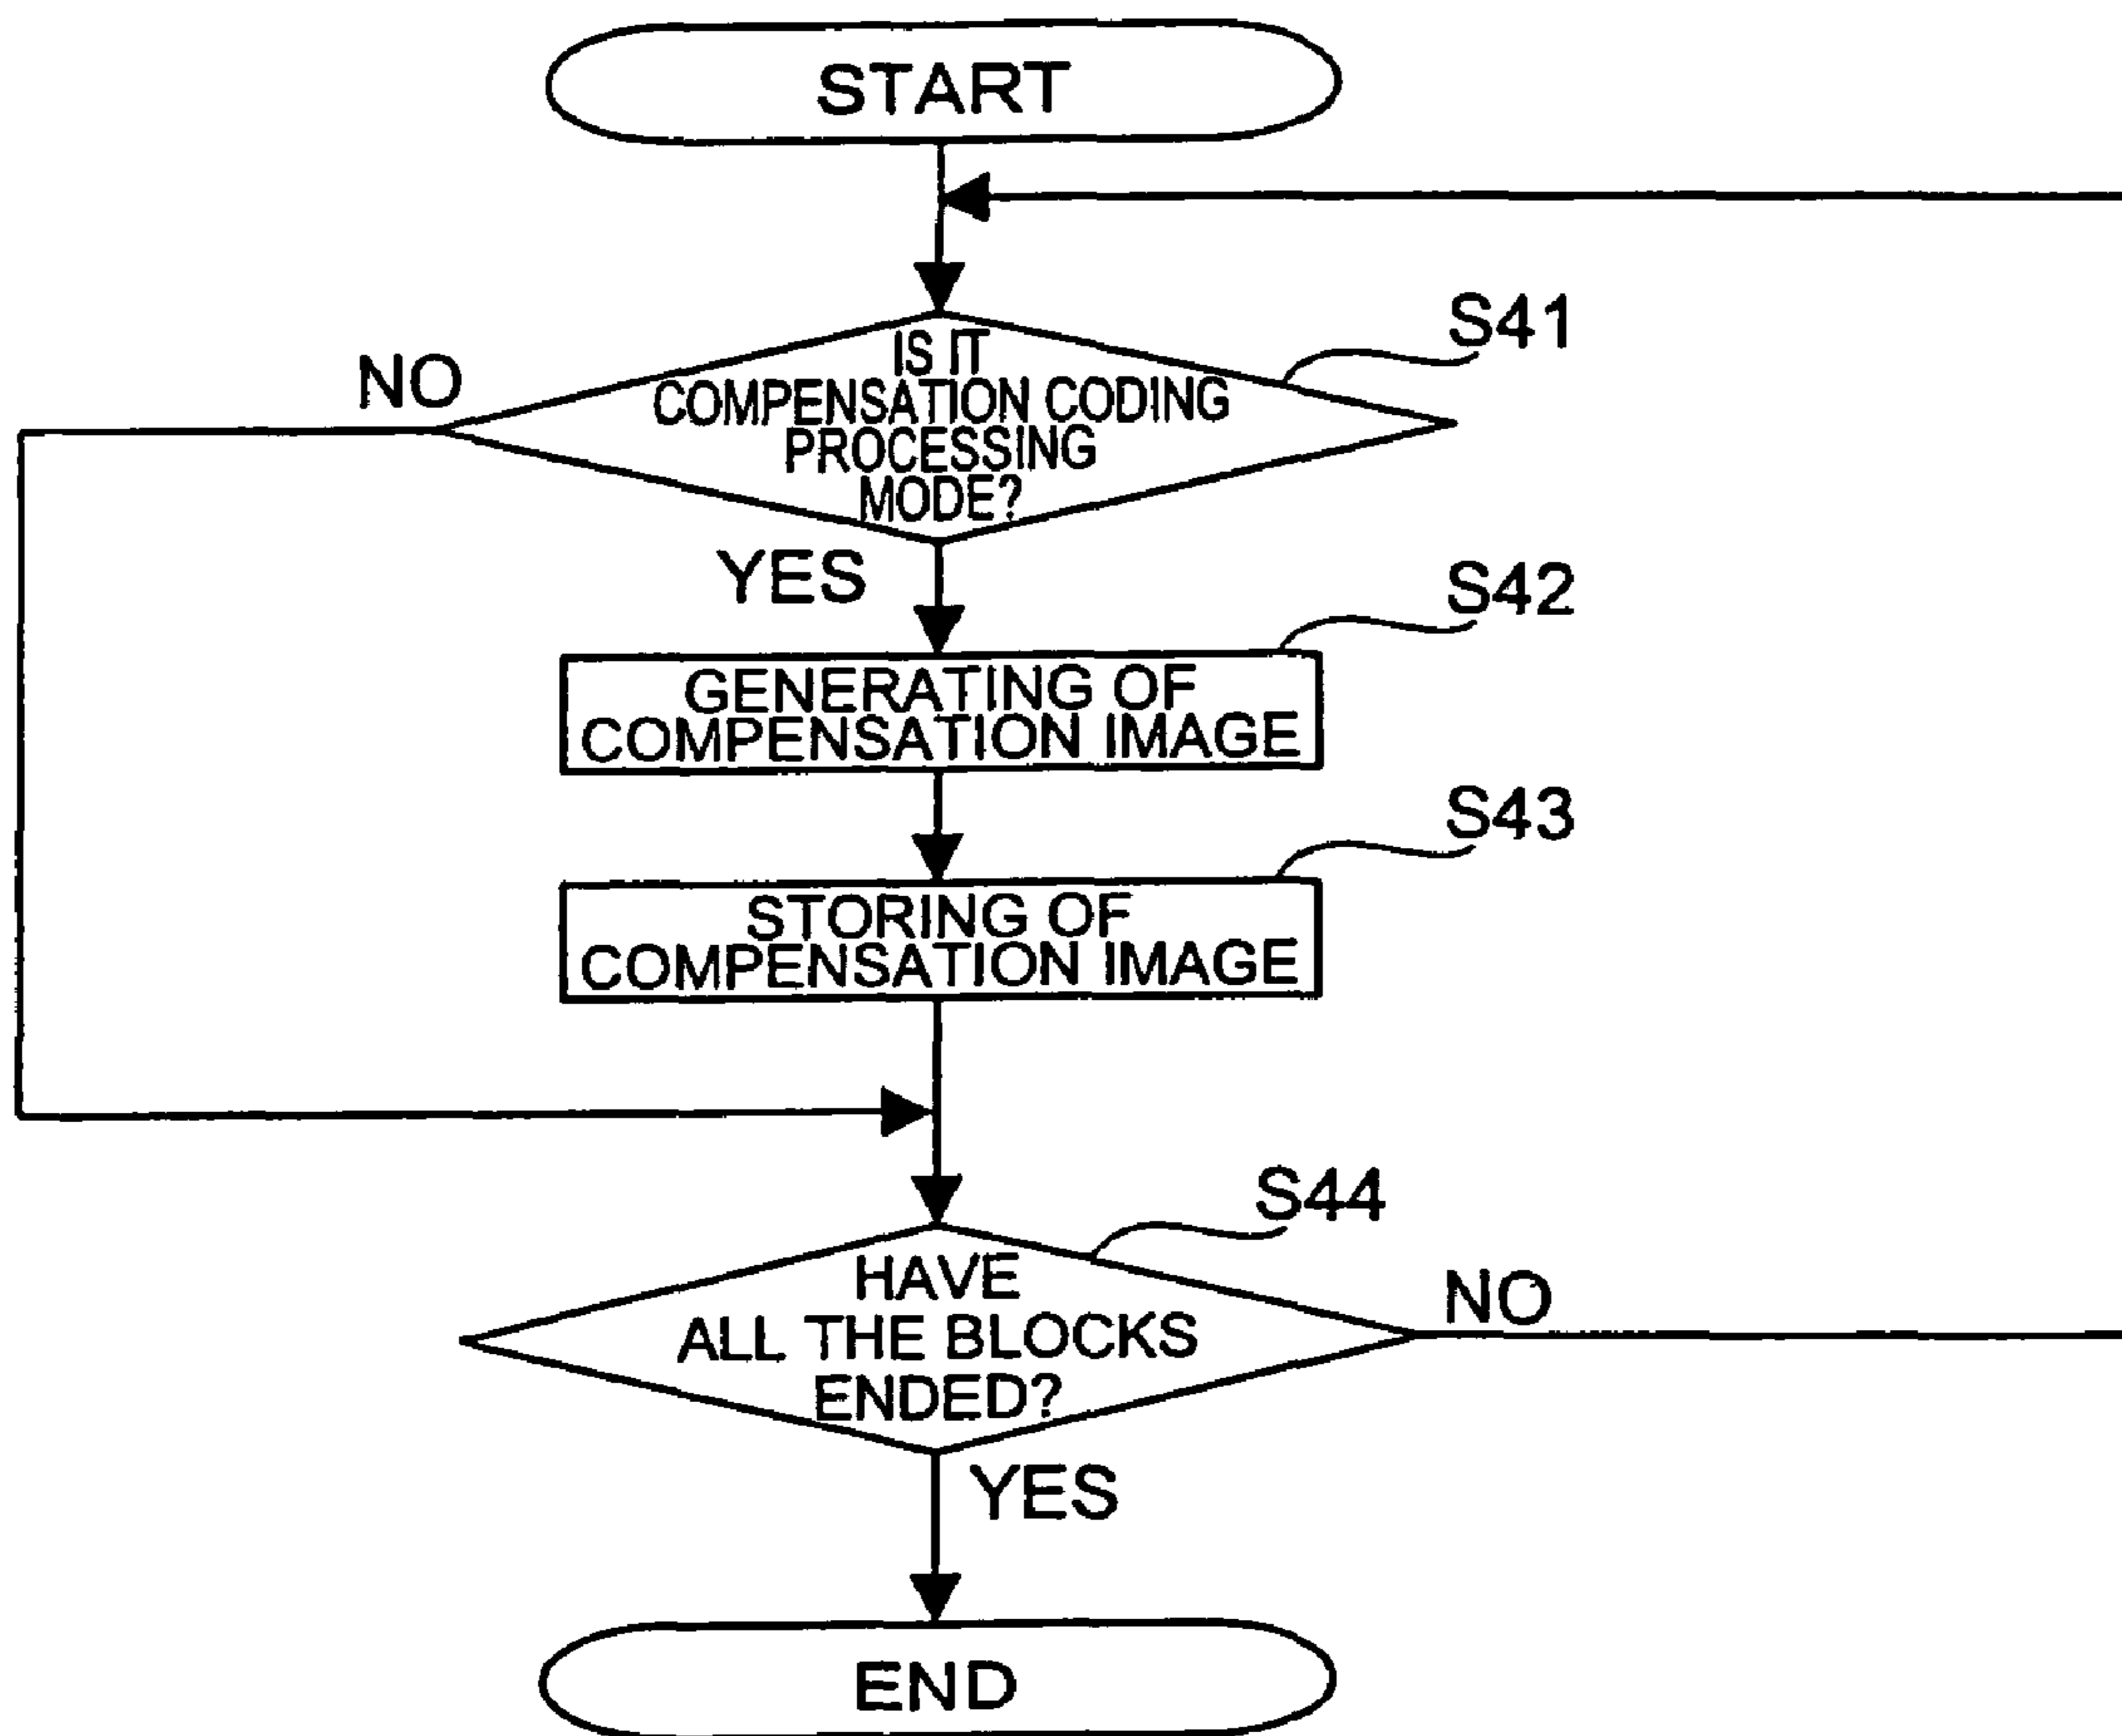 START
S41
IS IT
COMPENSATION CODING
PROCESSING
MODE?
NO
YES
S42
GENERATING OF
COMPENSATION IMAGE
S43
STORING OF
COMPENSATION IMAGE
S44
HAVE
ALL THE BLOCKS
ENDED?
NO
YES
END